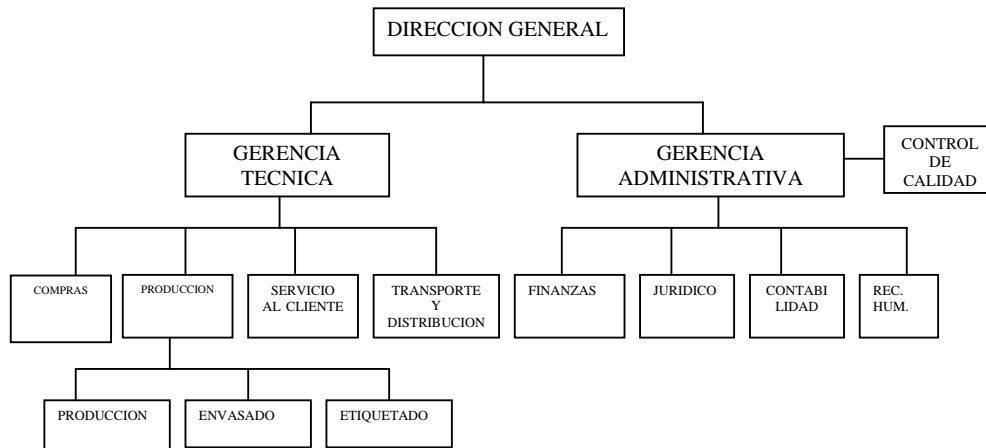 DIRECCION GENERAL
GERENCIA
TECNICA
GERENCIA
ADMINISTRATIVA
CONTROL
DE
CALIDAD
COMPRAS
PRODUCCION
SERVICIO
AL CLIENTE
TRANSPORTE
Y
DISTRIBUCION
FINANZAS
JURIDICO
CONTABI
LIDAD
REC.
HUM.
PRODUCCION
ENVASADO
ETIQUETADO